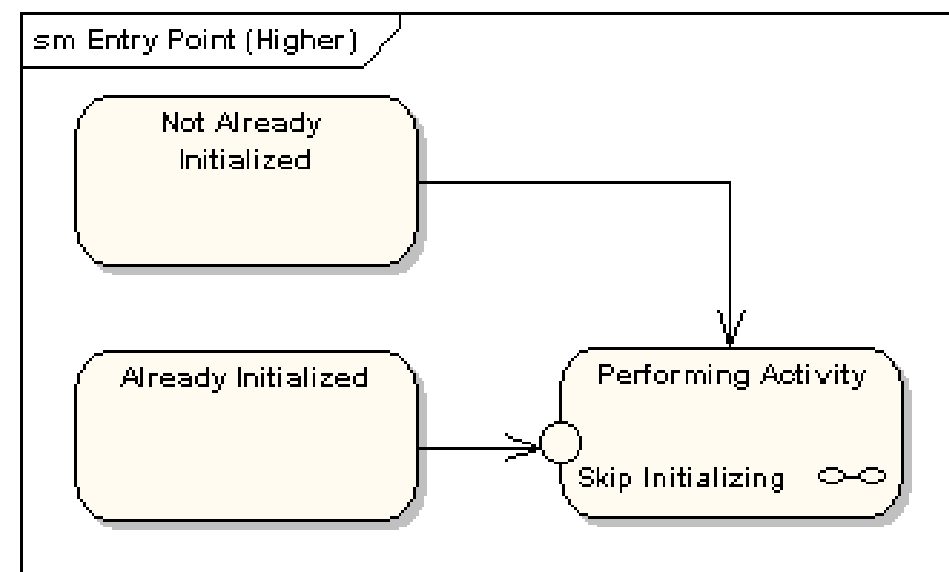 sm Entry Point (Higher)
Not Already
Initialized
Already Initialized
Performing Activity
Skip Initializing